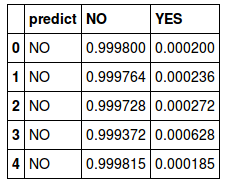 predict NO YES
0 NO 0.999800 0.000200
1 NO 0.999764 0.000236
2 NO 0.999728 0.000272
3 NO 0.999372 0.000628
4 NO 0.999815 0.000185